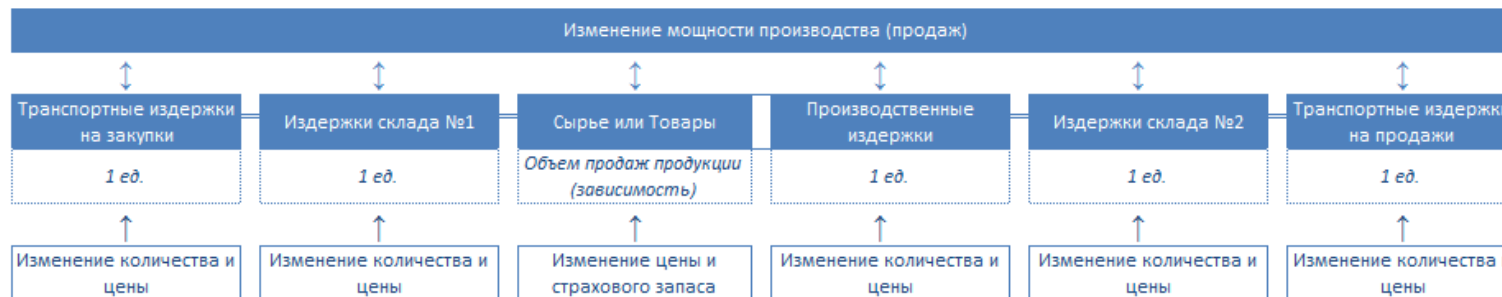 Изменение мощности производства (продаж)
Транспортные издержки
на закупки
Издержки склада №1
Сырье или Товары
Производственные
издержки
Издержки склада №2
Транспортные издержки
на продажи
1 ед.
1 ед.
Объем продаж продукции
(зависимость)
1 ед.
1 ед.
1 ед.
Изменение количества и
цены
Изменение количества и
цены
Изменение цены и
страхового запаса
Изменение количества и
цены
Изменение количества и
цены
Изменение количества
цены